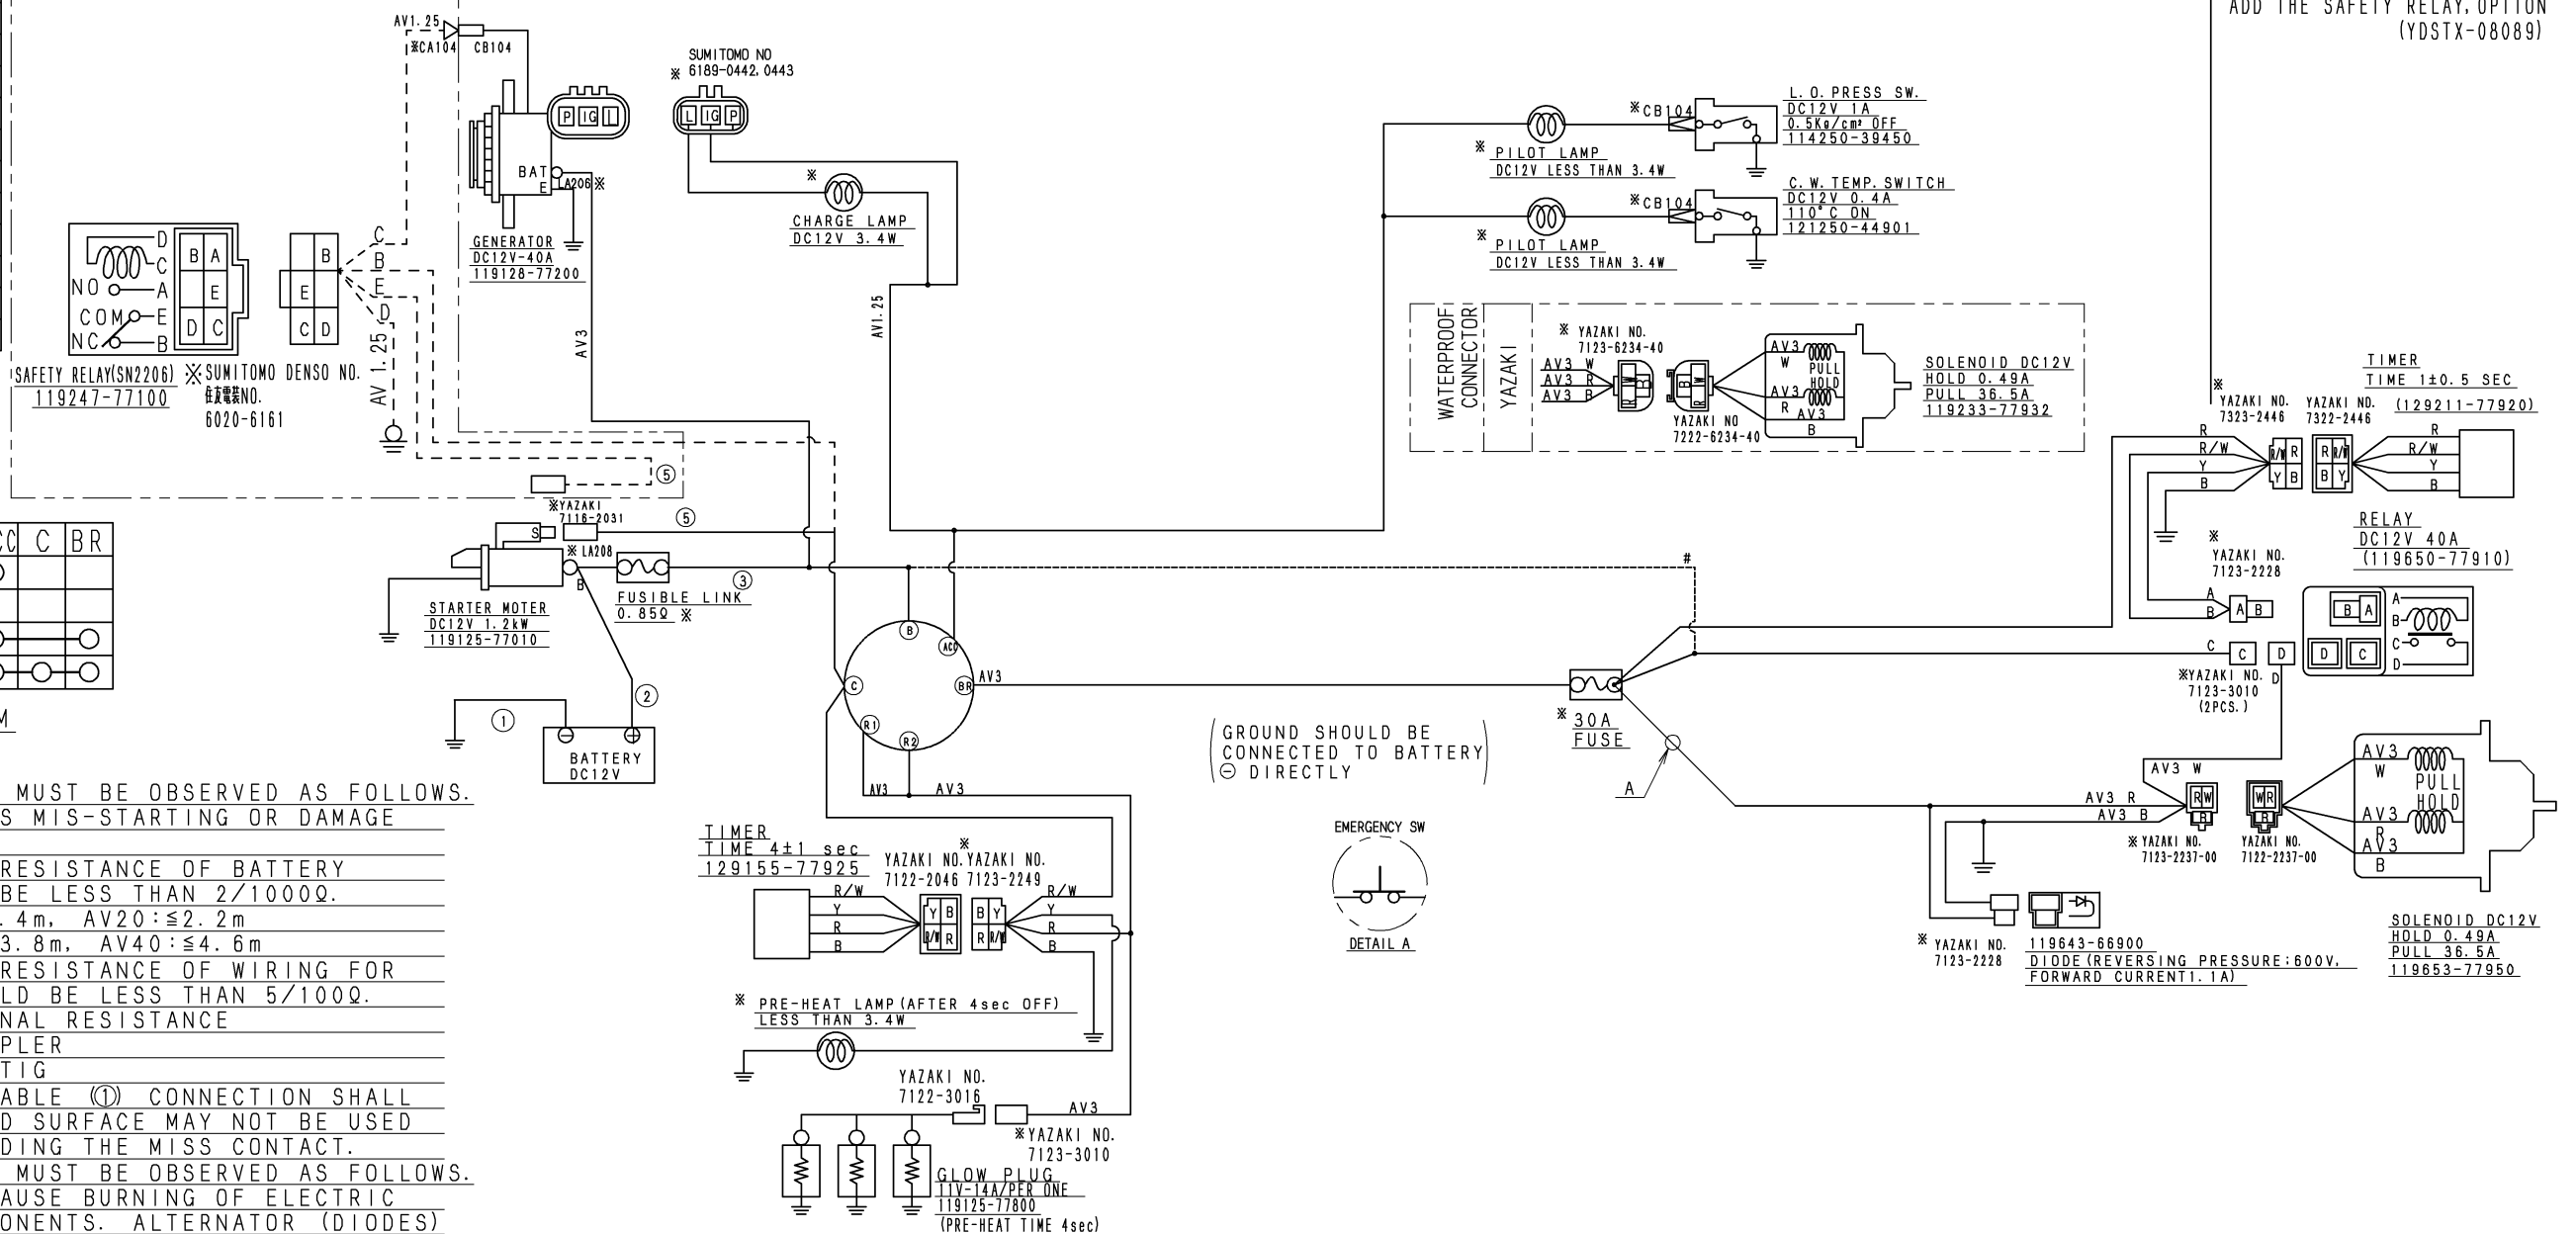 ADD THE SAFETY RELAY, OPTION
(YDSTX-08089)
AV1.25
※CA104
CB104
P IG L
BAT
E
LA206※
GENERATOR
DC12V-40A
119128-77200
SUMITOMO NO
※ 6189-0442, 0443
L IG P
※
CHARGE LAMP
DC12V 3.4W
D
C
NO
A
COM
E
NC
B
B A
E
D C
SAFETY RELAY(SN2206)
119247-77100
B
E
C D
C
B
E
D
※SUMITOMO DENSO NO.
6020-6161
AV 1.25
AV3
AV1.25
※CB104
L.O.PRESS SW.
DC12V 1A
0.5Kg/cm² OFF
114250-39450
※ PILOT LAMP
DC12V LESS THAN 3.4W
※CB104
C.W.TEMP.SWITCH
DC12V 0.4A
110°C ON
121250-44901
※ PILOT LAMP
DC12V LESS THAN 3.4W
WATERPROOF
CONNECTOR
YAZAKI
※ YAZAKI NO.
7123-6234-40
AV3 W
AV3 R
AV3 B
YAZAKI NO
7222-6234-40
AV3
W
PULL
HOLD
AV3
R
AV3
B
SOLENOID DC12V
HOLD 0.49A
PULL 36.5A
119233-77932
TIMER
TIME 1±0.5 SEC
(129211-77920)
※
YAZAKI NO.
7323-2446
YAZAKI NO.
7322-2446
R
R/W
Y
B
R/W R
Y B
R R/W
B Y
R
R/W
Y
B
⑤
※YAZAKI
7116-2031
⑤
S
※ LA208
B
STARTER MOTER
DC12V 1.2kW
119125-77010
FUSIBLE LINK
0.85Ω ※
③
#
RELAY
DC12V 40A
(119650-77910)
※
YAZAKI NO.
7123-2228
A
B
A B
C
C
D
※YAZAKI NO.
7123-3010
(2PCS.)
D
B A
D C
A
B
C
D
C BR
①
②
⊖ ⊕
BATTERY
DC12V
B
ACC
C
BR
R1
R2
AV3
AV3
AV3
(GROUND SHOULD BE
CONNECTED TO BATTERY
⊖ DIRECTLY)
※ 30A
FUSE
A
EMERGENCY SW
DETAIL A
AV3 W
AV3 R
AV3 B
R W
B
W R
B
※ YAZAKI NO.
7123-2237-00
YAZAKI NO.
7122-2237-00
AV3
W
PULL
HOLD
AV3
R
AV3
B
SOLENOID DC12V
HOLD 0.49A
PULL 36.5A
119653-77950
※ YAZAKI NO.
7123-2228
119643-66900
DIODE(REVERSING PRESSURE:600V,
FORWARD CURRENT1.1A)
TIMER
TIME 4±1 sec
129155-77925
YAZAKI NO.
7122-2046
※
YAZAKI NO.
7123-2249
R/W
Y
R
B
Y B
R/W R
B Y
R R/W
R/W
Y
R
B
※ PRE-HEAT LAMP(AFTER 4sec OFF)
LESS THAN 3.4W
YAZAKI NO.
7122-3016
AV3
※YAZAKI NO.
7123-3010
GLOW PLUG
11V-14A/PER ONE
119125-77800
(PRE-HEAT TIME 4sec)
M
MUST BE OBSERVED AS FOLLOWS.
S MIS-STARTING OR DAMAGE
RESISTANCE OF BATTERY
BE LESS THAN 2/1000Ω.
.4m, AV20:≦2.2m
3.8m, AV40:≦4.6m
RESISTANCE OF WIRING FOR
LD BE LESS THAN 5/100Ω.
NAL RESISTANCE
PLER
TIG
ABLE (①) CONNECTION SHALL
D SURFACE MAY NOT BE USED
DING THE MISS CONTACT.
MUST BE OBSERVED AS FOLLOWS.
AUSE BURNING OF ELECTRIC
ONENTS. ALTERNATOR (DIODES)